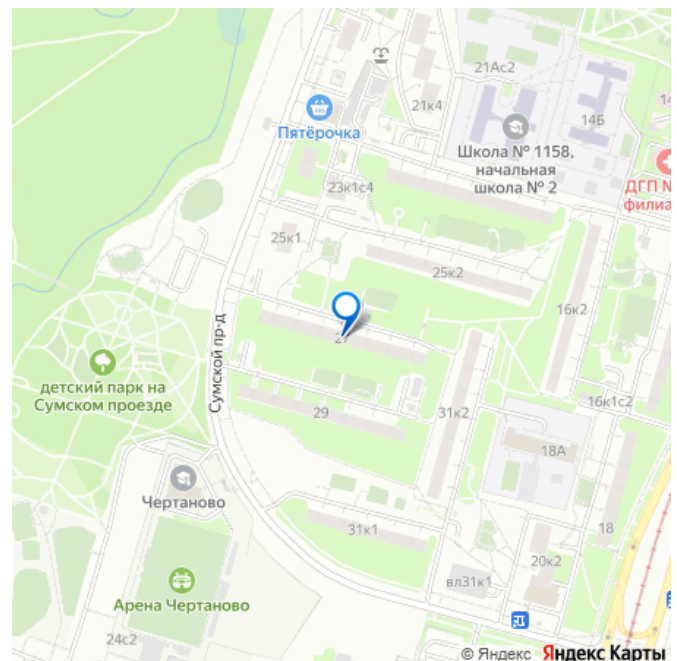 21Ас2
14
21к4
14Б
Пятёрочка
Школа № 1158,
начальная
школа № 2
ДГП №
филиа
23к1с4
25к1
25к2
16к2
детский парк на
Сумском проезде
Сумской пр-д
29
31к2
16к1с2
18А
Чертаново
18
31к1
20к2
вл31к1
Арена Чертаново
24с2
© Яндекс Яндекс Карты